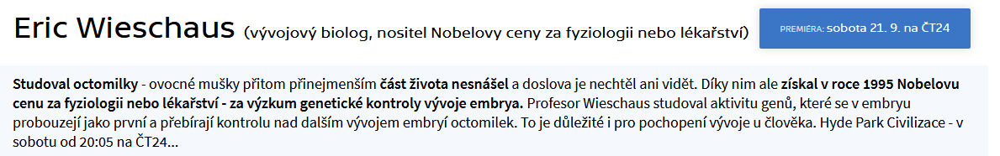 Eric Wieschaus (vývojový biolog, nositel Nobelovy ceny za fyziologii nebo lékařství) PREMIÉRA: sobota 21. 9. na ČT24
Studoval octomilky - ovocné mušky přitom přinejmenším část života nesnášel a doslova je nechtěl ani vidět. Díky nim ale získal v roce 1995 Nobelovu
cenu za fyziologii nebo lékařství - za výzkum genetické kontroly vývoje embrya. Profesor Wieschaus studoval aktivitu genů, které se v embryu
probouzejí jako první a přebírají kontrolu nad dalším vývojem embryí octomilek. To je důležité i pro pochopení vývoje u člověka. Hyde Park Civilizace - v
sobotu od 20:05 na ČT24...